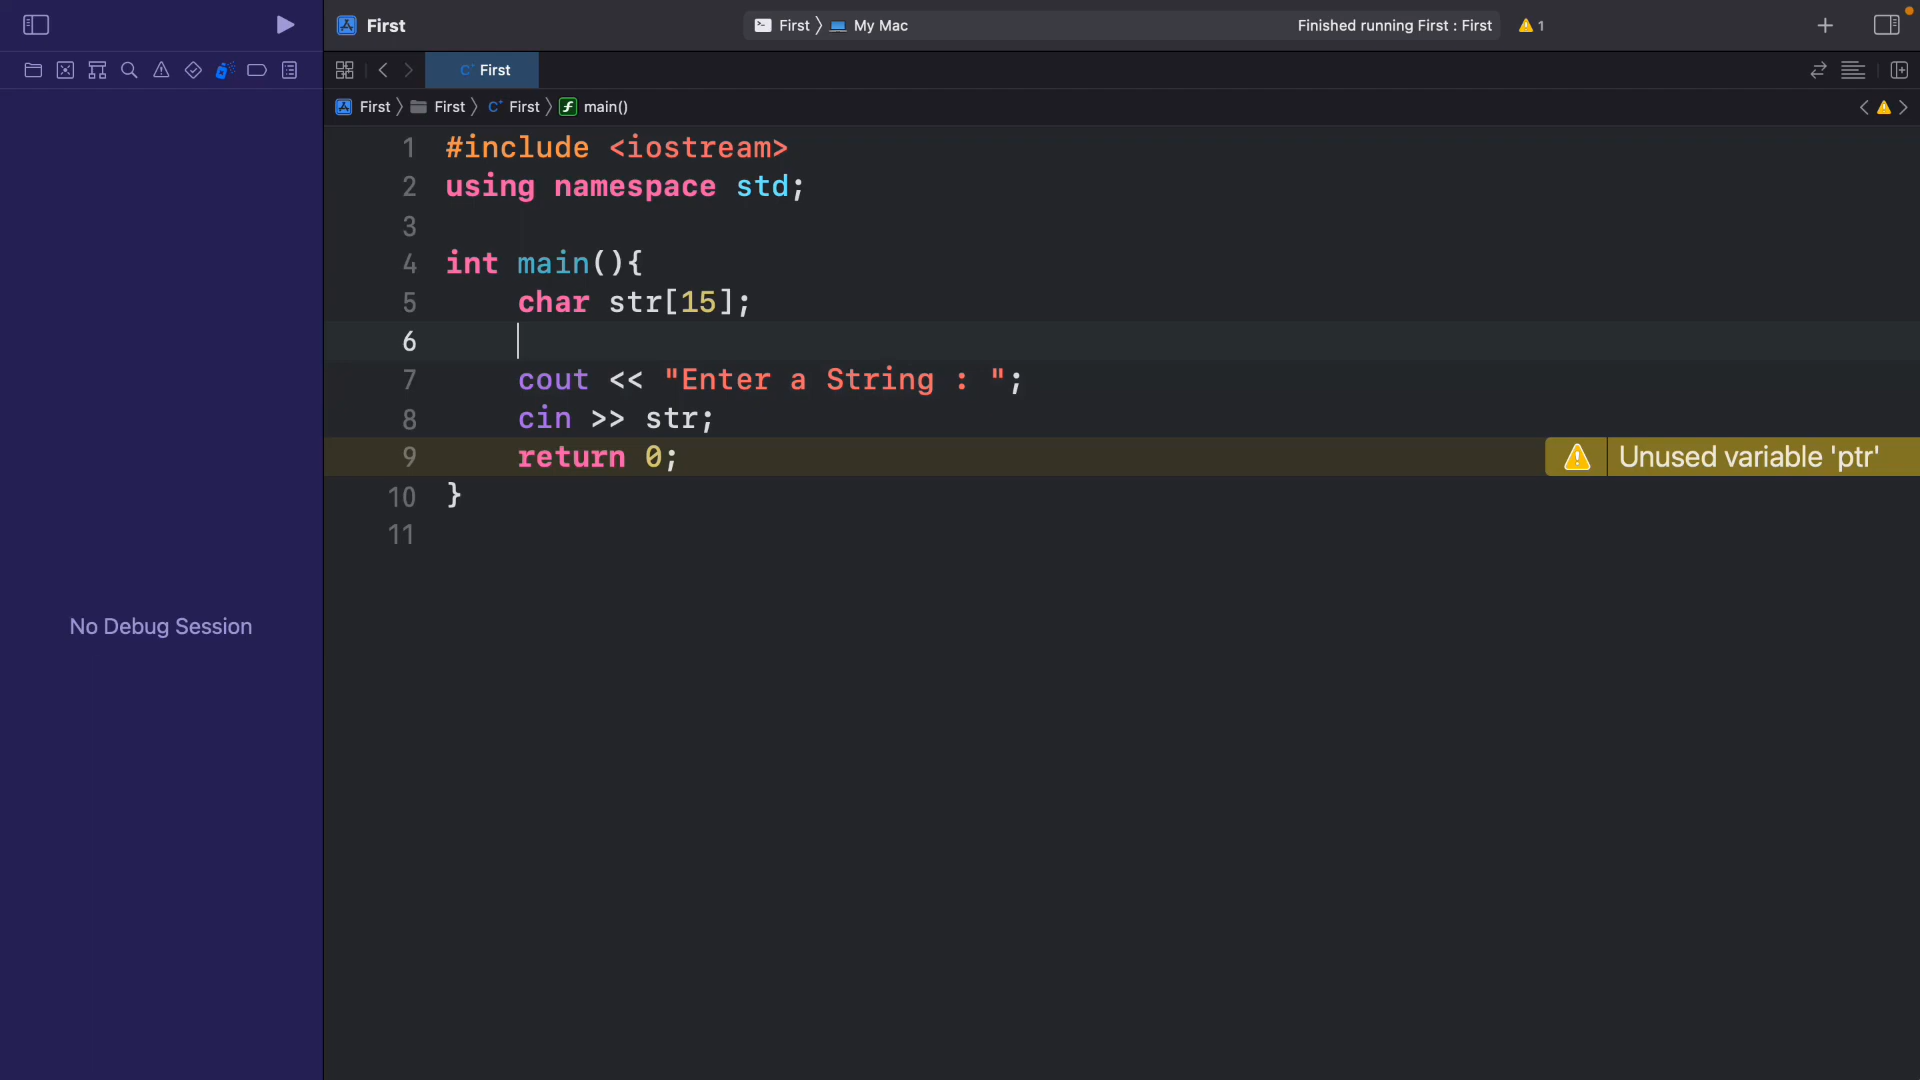 First
First 〉 My Mac
Finished running First : First
1
First
First 〉 First 〉 C+ First 〉 f main()
1 #include <iostream>
2 using namespace std;
3
4 int main(){
5 char str[15];
6
7 cout << "Enter a String : ";
8 cin >> str;
9 return 0;
Unused variable 'ptr'
10 }
11
No Debug Session